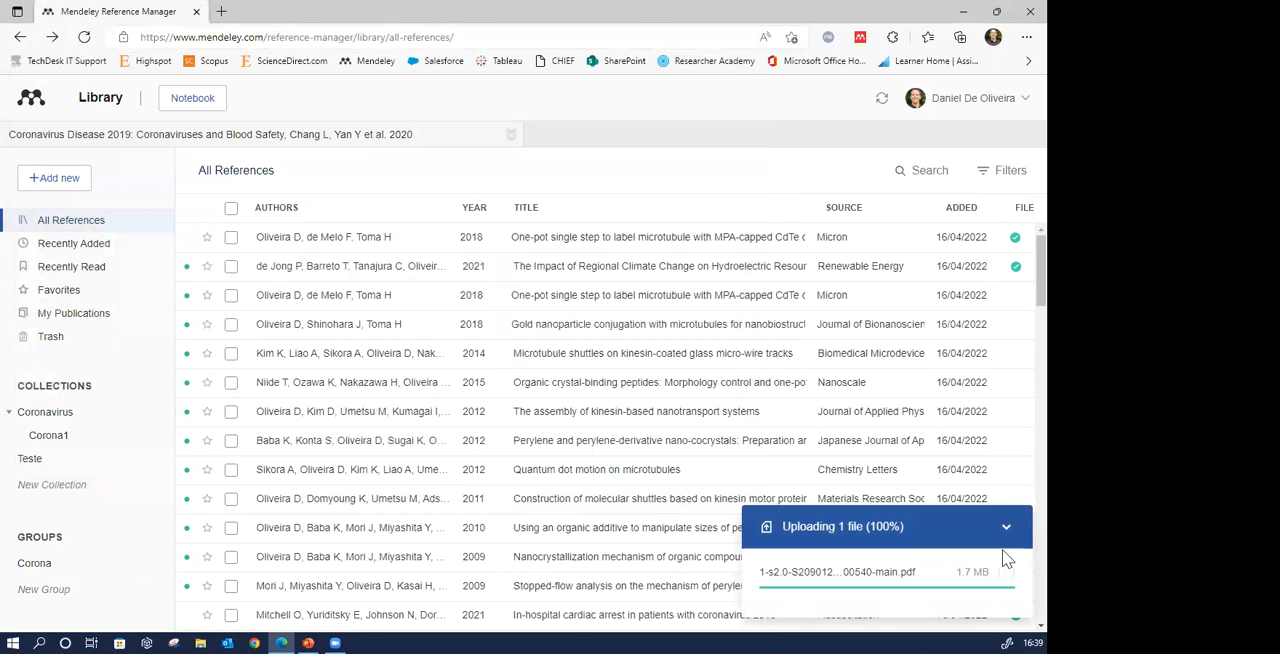 Mendeley Reference Manager
https://www.mendeley.com/reference-manager/library/all-references/
TechDesk IT Support Highspot Scopus ScienceDirect.com Mendeley Salesforce Tableau CHIEF SharePoint Researcher Academy Microsoft Office Ho... Learner Home | Assi...
Library Notebook Daniel De Oliveira
Coronavirus Disease 2019: Coronaviruses and Blood Safety, Chang L, Yan Y et al. 2020
+Add new
All References
Recently Added
Recently Read
Favorites
My Publications
Trash
COLLECTIONS
Coronavirus
Corona1
Teste
New Collection
GROUPS
Corona
New Group
All References Search Filters
AUTHORS YEAR TITLE SOURCE ADDED FILE
Oliveira D, de Melo F, Toma H 2018 One-pot single step to label microtubule with MPA-capped CdTe c Micron 16/04/2022
de Jong P, Barreto T, Tanajura C, Oliveir... 2021 The Impact of Regional Climate Change on Hydroelectric Resour Renewable Energy 16/04/2022
Oliveira D, de Melo F, Toma H 2018 One-pot single step to label microtubule with MPA-capped CdTe c Micron 16/04/2022
Oliveira D, Shinohara J, Toma H 2018 Gold nanoparticle conjugation with microtubules for nanobiostruct Journal of Bionanoscien 16/04/2022
Kim K, Liao A, Sikora A, Oliveira D, Nak... 2014 Microtubule shuttles on kinesin-coated glass micro-wire tracks Biomedical Microdevice 16/04/2022
Niide T, Ozawa K, Nakazawa H, Oliveira ... 2015 Organic crystal-binding peptides: Morphology control and one-po Nanoscale 16/04/2022
Oliveira D, Kim D, Umetsu M, Kumagai I,... 2012 The assembly of kinesin-based nanotransport systems Journal of Applied Phys 16/04/2022
Baba K, Konta S, Oliveira D, Sugai K, O... 2012 Perylene and perylene-derivative nano-cocrystals: Preparation ar Japanese Journal of Ap 16/04/2022
Sikora A, Oliveira D, Kim K, Liao A, Ume... 2012 Quantum dot motion on microtubules Chemistry Letters 16/04/2022
Oliveira D, Domyoung K, Umetsu M, Ads... 2011 Construction of molecular shuttles based on kinesin motor protein Materials Research Soc 16/04/2022
Oliveira D, Baba K, Mori J, Miyashita Y, ... 2010 Using an organic additive to manipulate sizes of pe
Oliveira D, Baba K, Mori J, Miyashita Y, ... 2009 Nanocrystallization mechanism of organic compou
Mori J, Miyashita Y, Oliveira D, Kasai H, ... 2009 Stopped-flow analysis on the mechanism of perylen
Mitchell O, Yuriditsky E, Johnson N, Dor... 2021 In-hospital cardiac arrest in patients with coronavirus
Uploading 1 file (100%)
1-s2.0-S209012...00540-main.pdf 1.7 MB
16:39